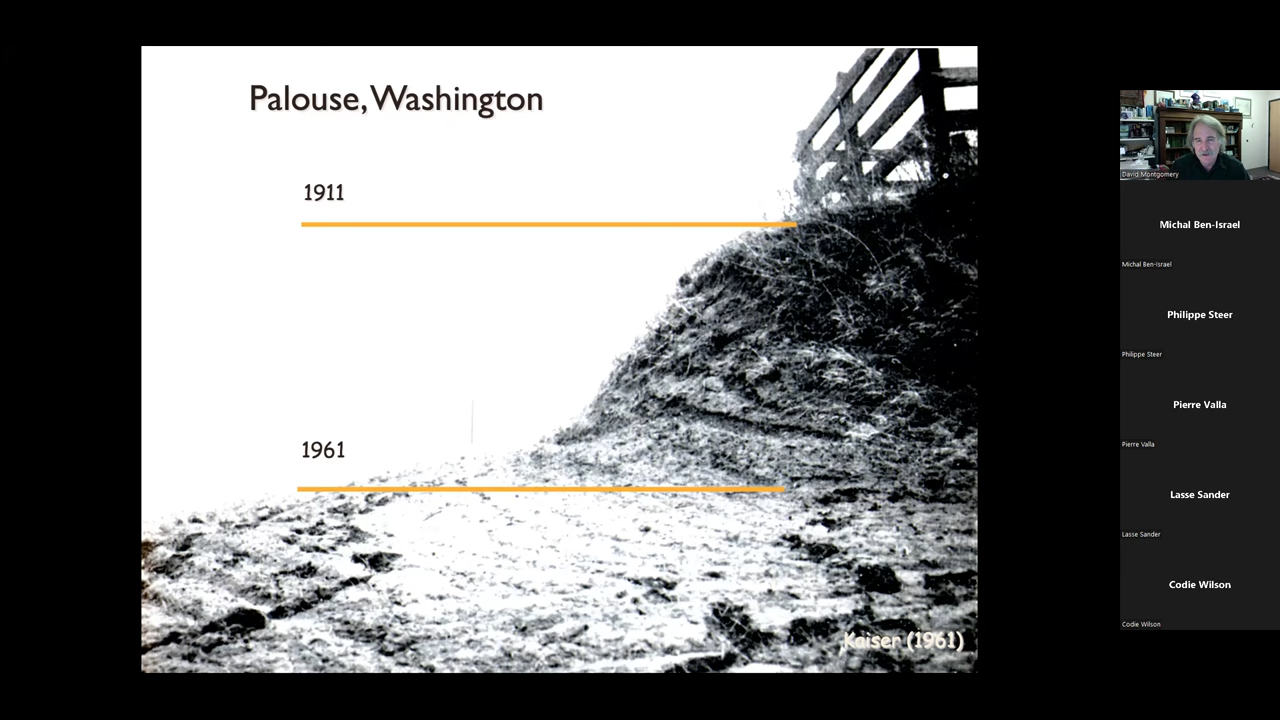 Palouse, Washington
1911
1961
Kaiser (1961)
David Montgomery
Michal Ben-Israel
Michal Ben-Israel
Philippe Steer
Philippe Steer
Pierre Valla
Pierre Valla
Lasse Sander
Lasse Sander
Codie Wilson
Codie Wilson